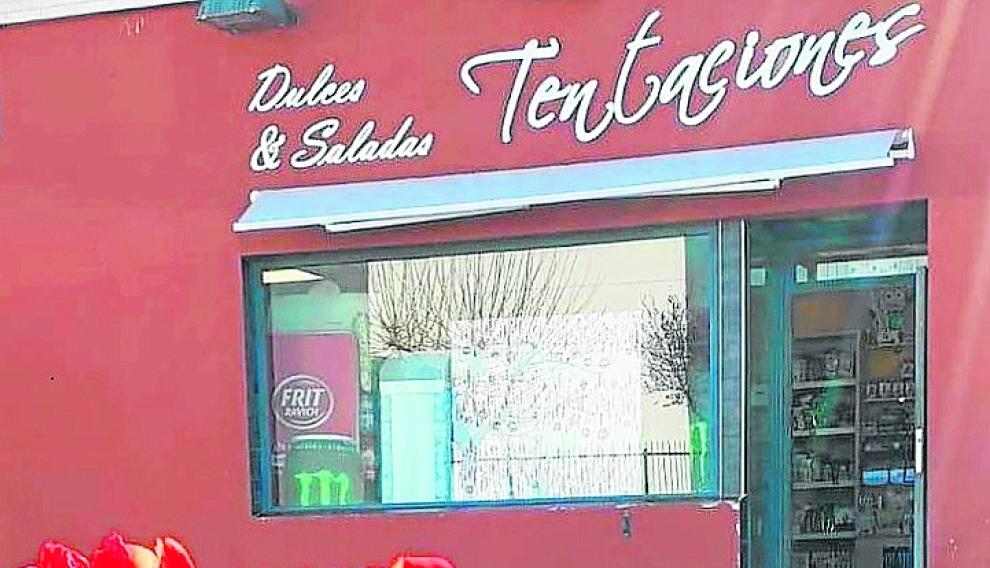 Dulces
& Saladas
Tentaciones
FRIT
RAVICH